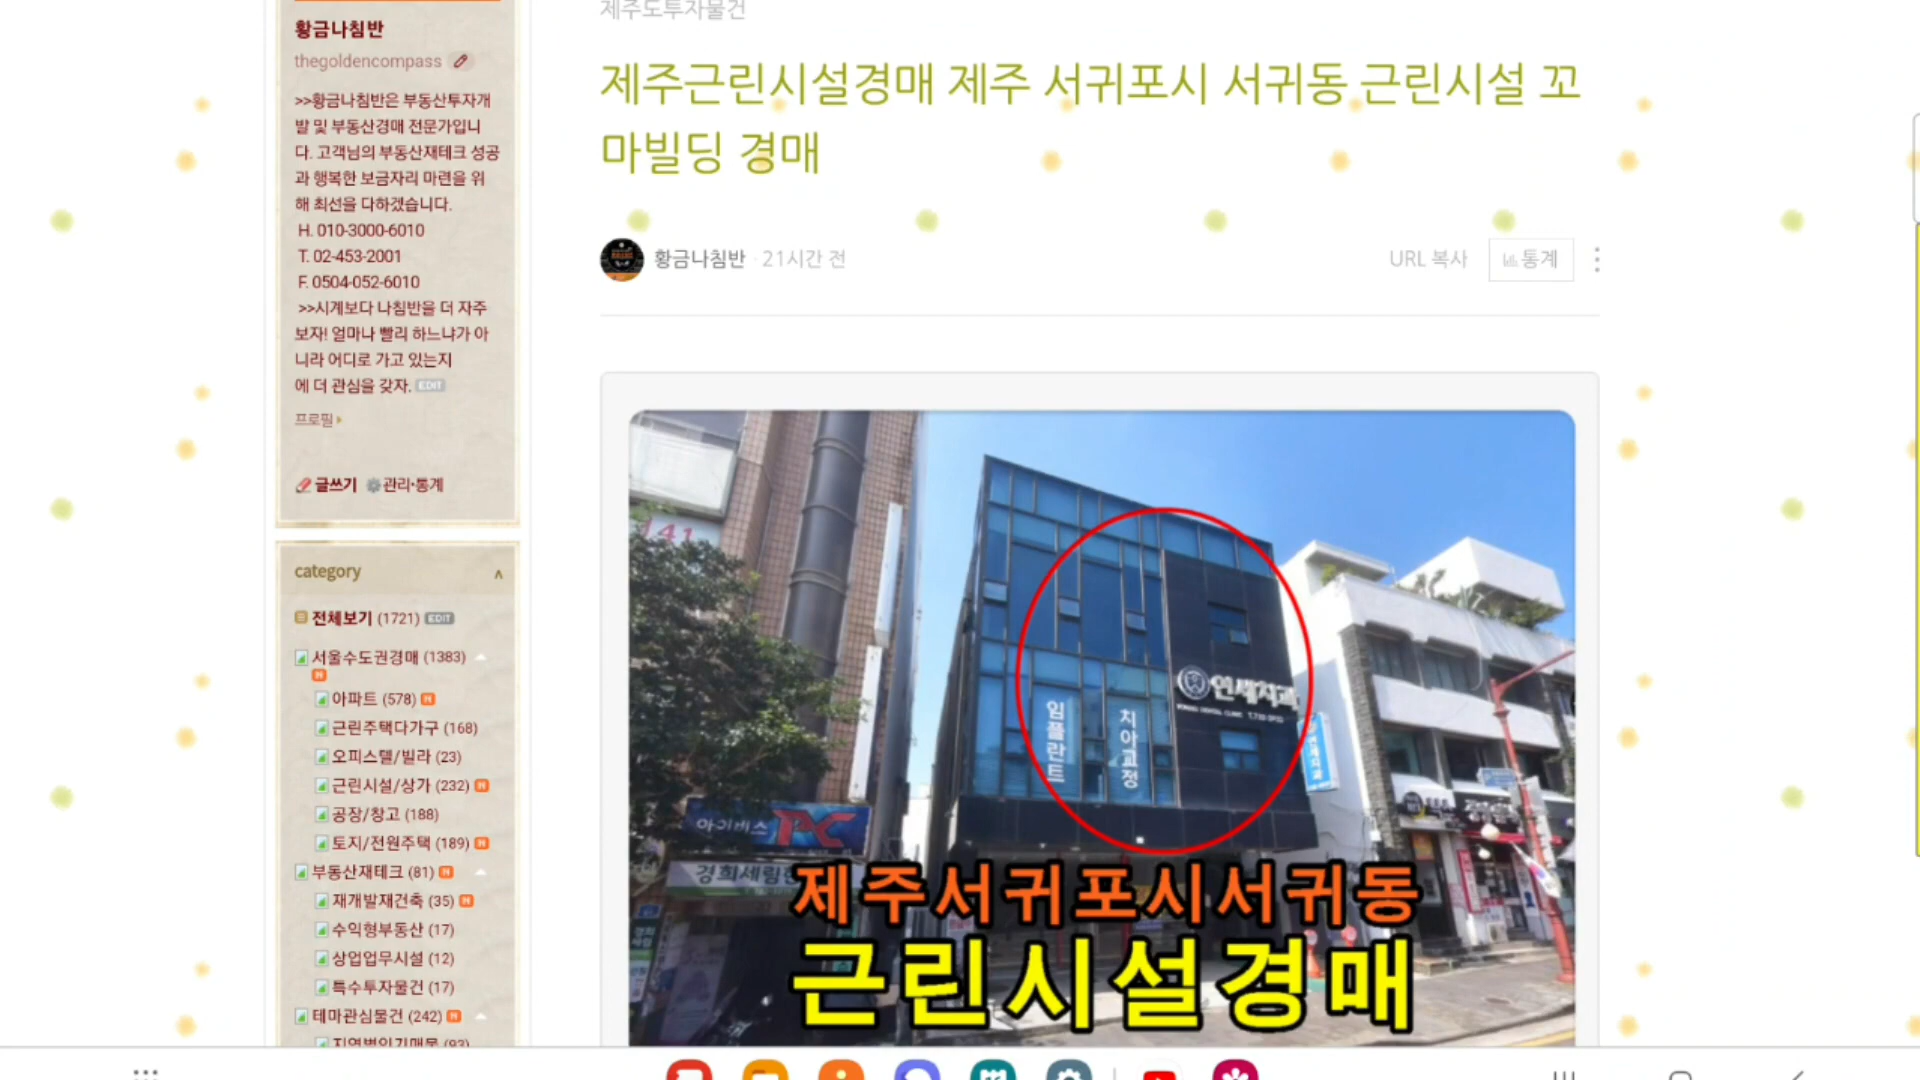 황금나침반
thegoldencompass
>>황금나침반은 부동산투자개
발 및 부동산경매 전문가입니
다. 고객님의 부동산재테크 성공
과 행복한 보금자리 마련을 위
해 최선을 다하겠습니다.
H. 010-3000-6010
T. 02-453-2001
F. 0504-052-6010
>>시계보다 나침반을 더 자주
보자! 얼마나 빨리 하느냐가 아
니라 어디로 가고 있는지
에 더 관심을 갖자. EDIT
프로필
글쓰기 관리·통계
category
전체보기 (1721) EDIT
서울수도권경매 (1383)
N
아파트 (578) N
근린주택다가구 (168)
오피스텔/빌라 (23)
근린시설/상가 (232) N
공장/창고 (188)
토지/전원주택 (189) N
부동산재테크 (81) N
재개발재건축 (35) N
수익형부동산 (17)
상업업무시설 (12)
특수투자물건 (17)
테마관심물건 (242) N
지역별인기매물 (93)
제주도투자물건
제주근린시설경매 제주 서귀포시 서귀동 근린시설 꼬
마빌딩 경매
황금나침반 · 21시간 전
URL 복사 통계
141
연세치과
임플란트
치아교정
아이비스 PC
경희세림한
제주서귀포시서귀동
근린시설경매